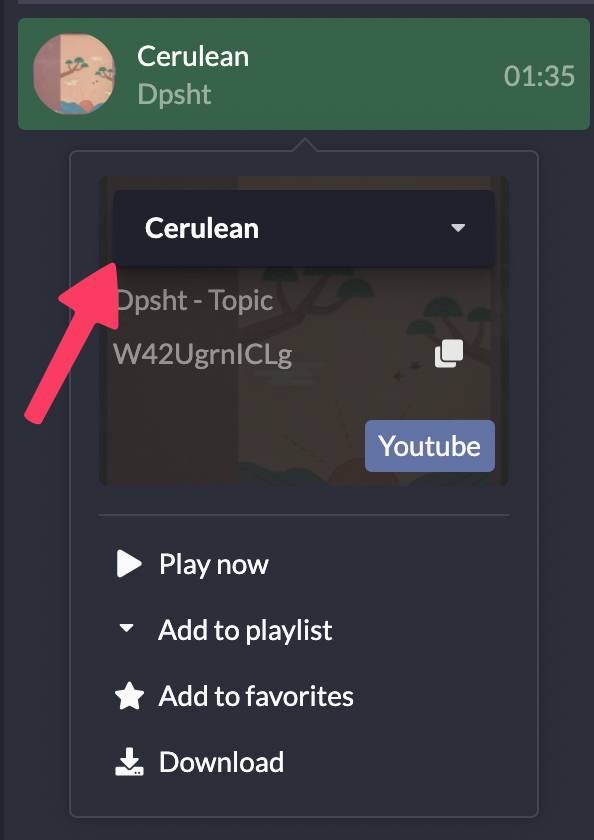 Cerulean
Dpsht
01:35
Cerulean
Dpsht - Topic
W42UgrnICLg
Youtube
Play now
Add to playlist
Add to favorites
Download